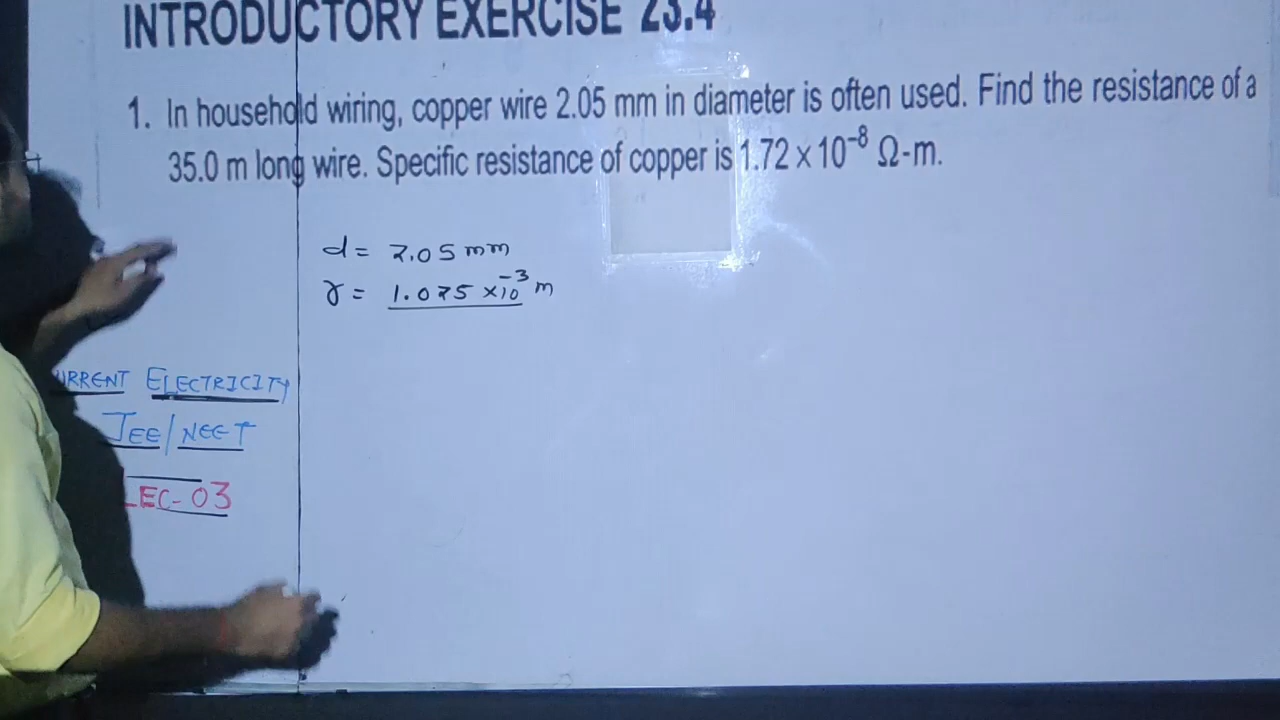 INTRODUCTORY EXERCISE 23.4
1. In household wiring, copper wire 2.05 mm in diameter is often used. Find the resistance of a
35.0 m long wire. Specific resistance of copper is 1.72 × 10⁻⁸ Ω-m.
d = 2.05 mm
r = 1.025 ×10⁻³ m
URRENT ELECTRICITY
JEE/NEET
LEC-03